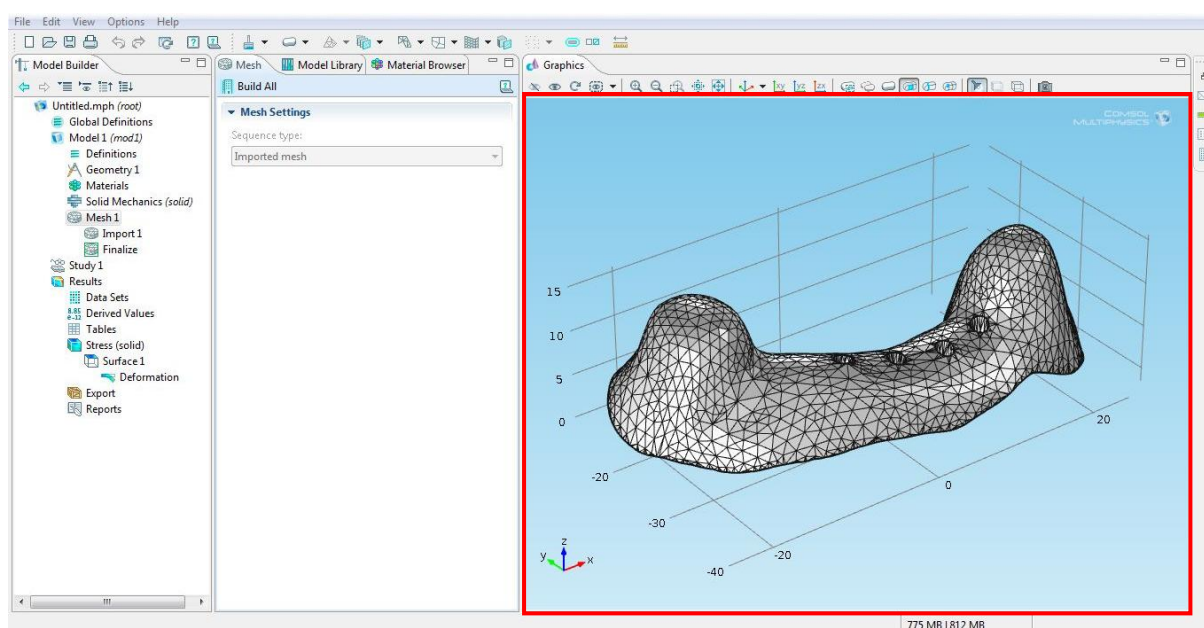 File Edit View Options Help
Model Builder
Mesh Model Library Material Browser
Graphics
Build All
Mesh Settings
Sequence type:
Imported mesh
Untitled.mph (root)
Global Definitions
Model 1 (mod1)
Definitions
Geometry 1
Materials
Solid Mechanics (solid)
Mesh 1
Import 1
Finalize
Study 1
Results
Data Sets
8.85
e-12
Derived Values
Tables
Stress (solid)
Surface 1
Deformation
Export
Reports
COMSOL
MULTIPHYSICS
15
10
5
0
-20
-30
-40
-20
0
20
z
y
x
775 MB | 812 MB